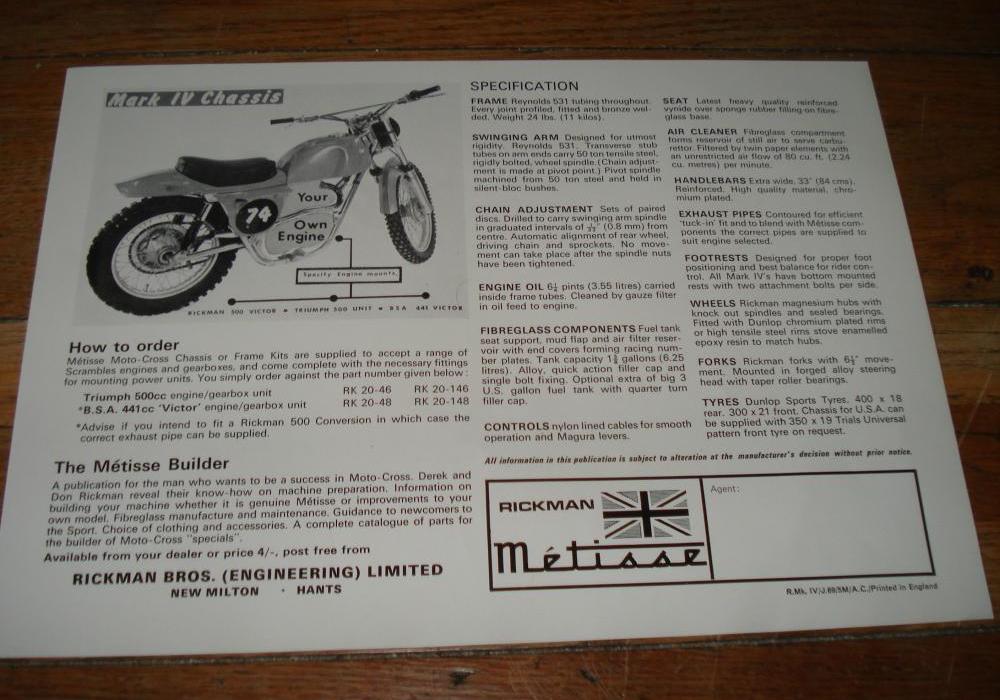 Mark IV Chassis
74
Your
Own
Engine
Specify Engine mounts,
RICKMAN 500 VICTOR • TRIUMPH 500 UNIT • BSA 441 VICTOR
How to order
Métisse Moto-Cross Chassis or Frame Kits are supplied to accept a range of
Scrambles engines and gearboxes, and come complete with the necessary fittings
for mounting power units. You simply order against the part number given below:
Triumph 500cc engine/gearbox unit RK 20-46 RK 20-146
*B.S.A. 441cc 'Victor' engine/gearbox unit RK 20-48 RK 20-148
*Advise if you intend to fit a Rickman 500 Conversion in which case the
correct exhaust pipe can be supplied.
The Métisse Builder
A publication for the man who wants to be a success in Moto-Cross. Derek and
Don Rickman reveal their know-how on machine preparation. Information on
building your machine whether it is genuine Métisse or improvements to your
own model. Fibreglass manufacture and maintenance. Guidance to newcomers to
the Sport. Choice of clothing and accessories. A complete catalogue of parts for
the builder of Moto-Cross "specials".
Available from your dealer or price 4/-, post free from
RICKMAN BROS. (ENGINEERING) LIMITED
NEW MILTON · HANTS
SPECIFICATION
FRAME Reynolds 531 tubing throughout.
Every joint profiled, fitted and bronze wel-
ded. Weight 24 lbs. (11 kilos).
SWINGING ARM Designed for utmost
rigidity. Reynolds 531. Transverse stub
tubes on arm ends carry 50 ton tensile steel,
rigidly bolted, wheel spindle. (Chain adjust-
ment is made at pivot point.) Pivot spindle
machined from 50 ton steel and held in
silent-bloc bushes.
CHAIN ADJUSTMENT Sets of paired
discs. Drilled to carry swinging arm spindle
in graduated intervals of 1/32" (0.8 mm) from
centre. Automatic alignment of rear wheel,
driving chain and sprockets. No move-
ment can take place after the spindle nuts
have been tightened.
ENGINE OIL 6¼ pints (3.55 litres) carried
inside frame tubes. Cleaned by gauze filter
in oil feed to engine.
FIBREGLASS COMPONENTS Fuel tank
seat support, mud flap and air filter reser-
voir with end covers forming racing num-
ber plates. Tank capacity 1⅜ gallons (6.25
litres). Alloy, quick action filler cap and
single bolt fixing. Optional extra of big 3
U.S. gallon fuel tank with quarter turn
filler cap.
CONTROLS nylon lined cables for smooth
operation and Magura levers.
SEAT Latest heavy quality reinforced
vynide over sponge rubber filling on fibre-
glass base.
AIR CLEANER Fibreglass compartment
forms reservoir of still air to serve carbu-
rettor. Filtered by twin paper elements with
an unrestricted air flow of 80 cu. ft. (2.24
cu. metres) per minute.
HANDLEBARS Extra wide, 33" (84 cms).
Reinforced. High quality material, chro-
mium plated.
EXHAUST PIPES Contoured for efficient
'tuck-in' fit and to blend with Métisse com-
ponents the correct pipes are supplied to
suit engine selected.
FOOTRESTS Designed for proper foot
positioning and best balance for rider con-
trol. All Mark IV's have bottom mounted
rests with two attachment bolts per side.
WHEELS Rickman magnesium hubs with
knock out spindles and sealed bearings.
Fitted with Dunlop chromium plated rims
or high tensile steel rims stove enamelled
epoxy resin to match hubs.
FORKS Rickman forks with 6½" move-
ment. Mounted in forged alloy steering
head with taper roller bearings.
TYRES Dunlop Sports Tyres. 400 x 18
rear. 300 x 21 front. Chassis for U.S.A. can
be supplied with 350 x 19 Trials Universal
pattern front tyre on request.
All information in this publication is subject to alteration at the manufacturer's decision without prior notice.
RICKMAN
Métisse
Agent:
R.Mk. IV/J.69/5M/A.C./Printed in England